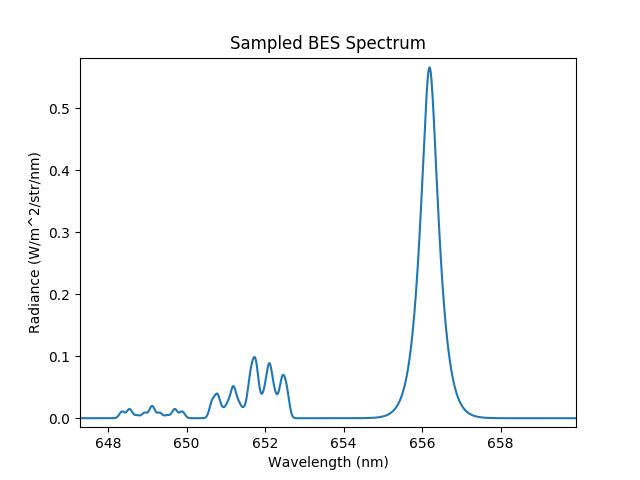 Sampled BES Spectrum
Radiance (W/m^2/str/nm)
0.5
0.4
0.3
0.2
0.1
0.0
648 650 652 654 656 658
Wavelength (nm)